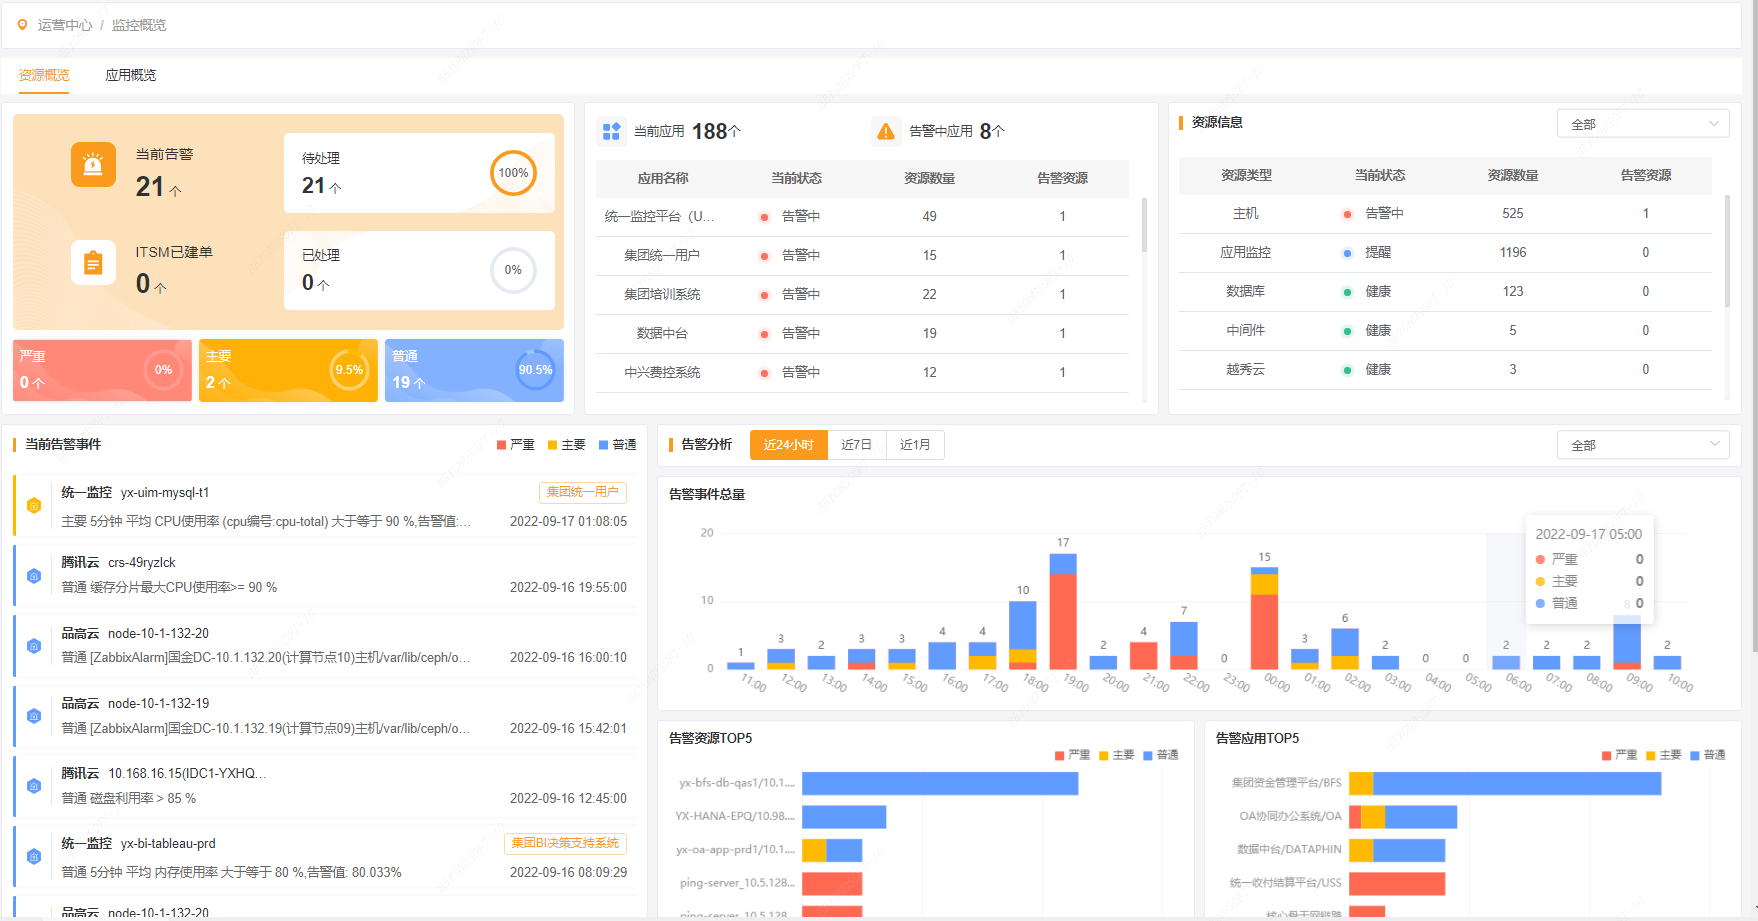 运营中心 / 监控概览
资源概览 应用概览
当前告警
21 个
待处理
21 个
100%
ITSM已建单
0 个
已处理
0 个
0%
严重
0 个
0%
主要
2 个
9.5%
普通
19 个
90.5%
当前应用 188个
告警中应用 8个
应用名称 当前状态 资源数量 告警资源
统一监控平台（U... 告警中 49 1
集团统一用户 告警中 15 1
集团培训系统 告警中 22 1
数据中台 告警中 19 1
中兴费控系统 告警中 12 1
资源信息 全部
资源类型 当前状态 资源数量 告警资源
主机 告警中 525 1
应用监控 提醒 1196 0
数据库 健康 123 0
中间件 健康 5 0
越秀云 健康 3 0
当前告警事件 严重 主要 普通
统一监控 yx-uim-mysql-t1 集团统一用户
主要 5分钟 平均 CPU使用率 (cpu编号:cpu-total) 大于等于 90 %,告警值:... 2022-09-17 01:08:05
腾讯云 crs-49ryzlck
普通 缓存分片最大CPU使用率>= 90 % 2022-09-16 19:55:00
品高云 node-10-1-132-20
普通 [ZabbixAlarm]国金DC-10.1.132.20(计算节点10)主机/var/lib/ceph/o... 2022-09-16 16:00:10
品高云 node-10-1-132-19
普通 [ZabbixAlarm]国金DC-10.1.132.19(计算节点09)主机/var/lib/ceph/o... 2022-09-16 15:42:01
腾讯云 10.168.16.15(IDC1-YXHQ...
普通 磁盘利用率 > 85 % 2022-09-16 12:45:00
统一监控 yx-bi-tableau-prd 集团BI决策支持系统
普通 5分钟 平均 内存使用率 大于等于 80 %,告警值: 80.033% 2022-09-16 08:09:29
品高云 node-10-1-132-20
告警分析 近24小时 近7日 近1月 全部
告警事件总量
20
10
0
1 3 2 3 3 4 4 10 17 2 4 7 0 15 3 6 2 0 0 2 2 2 8 2
11:00 12:00 13:00 14:00 15:00 16:00 17:00 18:00 19:00 20:00 21:00 22:00 23:00 00:00 01:00 02:00 03:00 04:00 05:00 06:00 07:00 08:00 09:00 10:00
2022-09-17 05:00
严重 0
主要 0
普通 0
告警资源TOP5
严重 主要 普通
yx-bfs-db-qas1/10.1....
YX-HANA-EPQ/10.98....
yx-oa-app-prd1/10.1....
ping-server_10.5.128...
ping-server_10.5.128...
告警应用TOP5
严重 主要 普通
集团资金管理平台/BFS
OA协同办公系统/OA
数据中台/DATAPHIN
统一收付结算平台/USS
核心骨干网链路